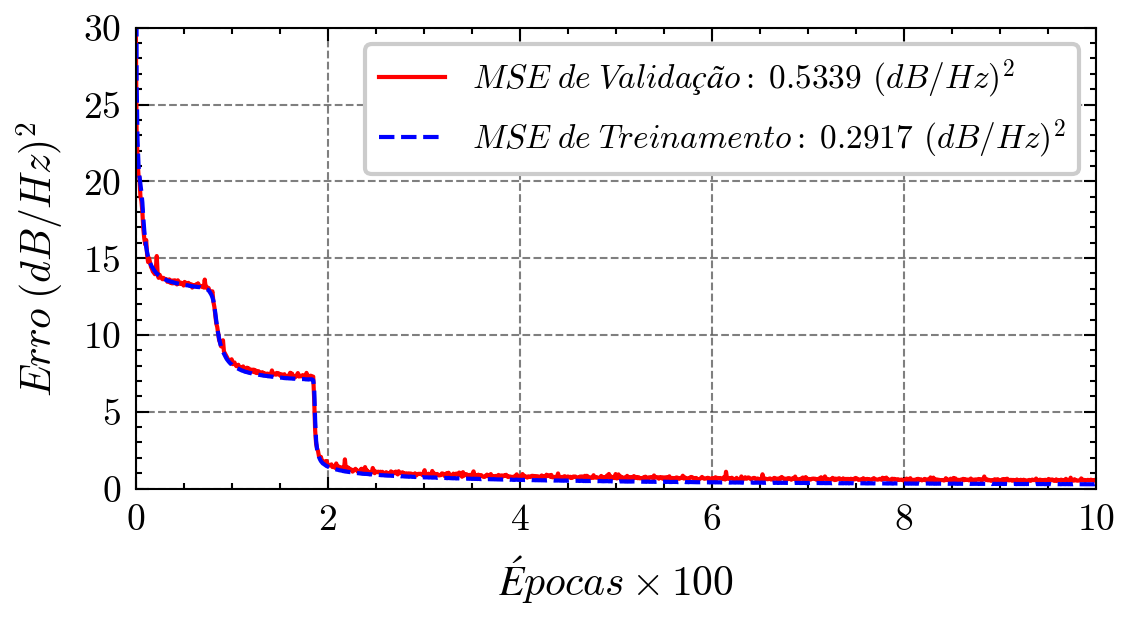 30
25
20
15
10
5
0
Erro (dB/Hz)²
MSE de Validação: 0.5339 (dB/Hz)²
MSE de Treinamento: 0.2917 (dB/Hz)²
0 2 4 6 8 10
Épocas × 100